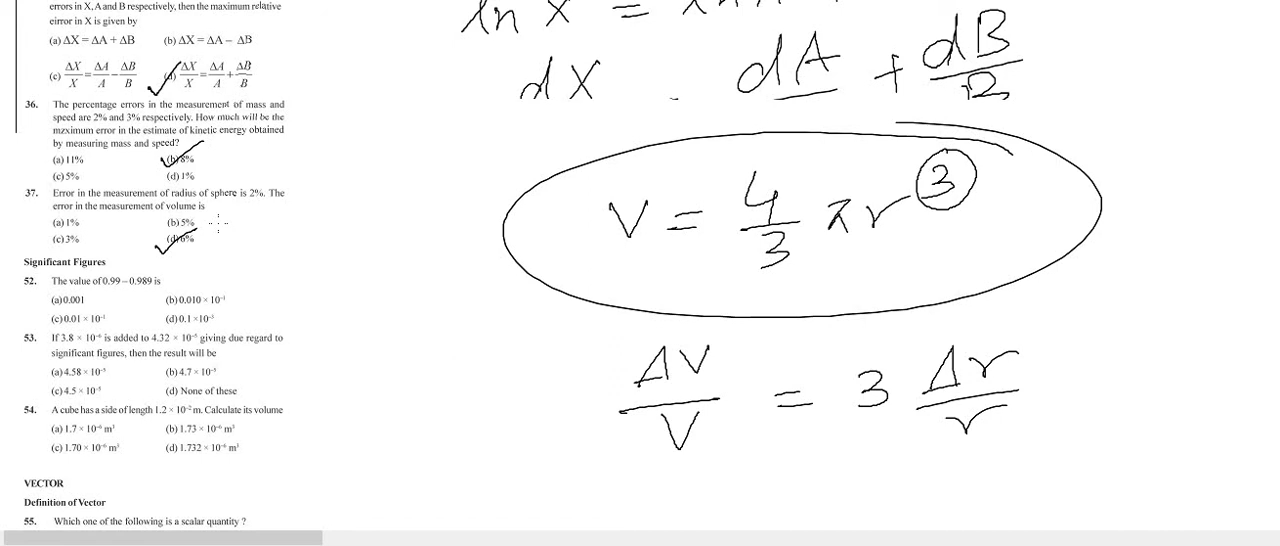 errors in X, A and B respectively, then the maximum relative
eirror in X is given by
(a) ΔX = ΔA + ΔB (b) ΔX = ΔA − ΔB
(c) ΔX/X = ΔA/A − ΔB/B (d) ΔX/X = ΔA/A + ΔB/B
36. The percentage errors in the measurement of mass and
speed are 2% and 3% respectively. How much will be the
mzximum error in the estimate of kinetic energy obtained
by measuring mass and speed?
(a) 11% (b) 8%
(c) 5% (d) 1%
37. Error in the measurement of radius of sphere is 2%. The
error in the measurement of volume is
(a) 1% (b) 5%
(c) 3% (d) 6%
Significant Figures
52. The value of 0.99 – 0.989 is
(a) 0.001 (b) 0.010 × 10⁻¹
(c) 0.01 × 10⁻¹ (d) 0.1 ×10⁻³
53. If 3.8 × 10⁻⁶ is added to 4.32 × 10⁻⁵ giving due regard to
significant figures, then the result will be
(a) 4.58 × 10⁻⁵ (b) 4.7 × 10⁻⁵
(c) 4.5 × 10⁻⁵ (d) None of these
54. A cube has a side of length 1.2 × 10⁻² m. Calculate its volume
(a) 1.7 × 10⁻⁶ m³ (b) 1.73 × 10⁻⁶ m³
(c) 1.70 × 10⁻⁶ m³ (d) 1.732 × 10⁻⁶ m³
VECTOR
Definition of Vector
55. Which one of the following is a scalar quantity ?
ln X =
dX dA + dB
V = 4/3 πr³
ΔV/V = 3 Δr/r